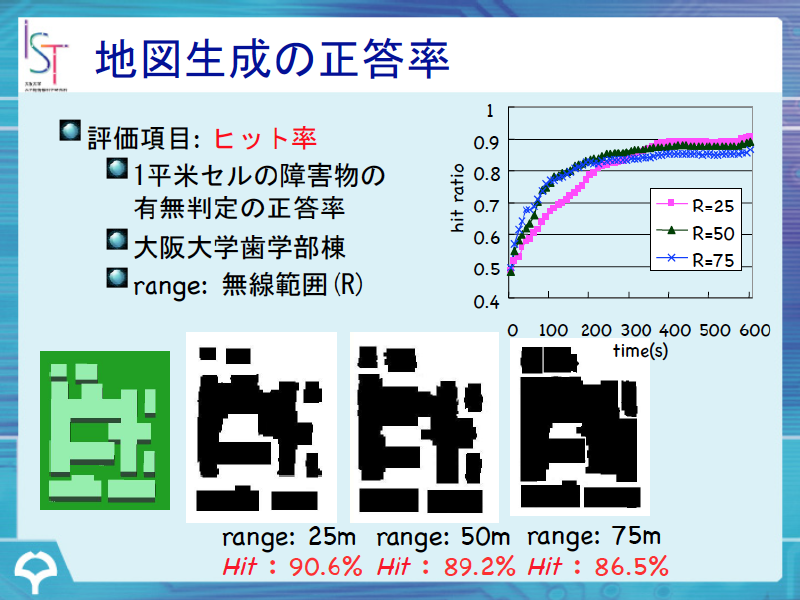 IST
地図生成の正答率
評価項目: ヒット率
1平米セルの障害物の
有無判定の正答率
大阪大学歯学部棟
range: 無線範囲(R)
hit ratio
1
0.9
0.8
0.7
0.6
0.5
0.4
R=25
R=50
R=75
0 100 200 300 400 500 600
time(s)
range: 25m range: 50m range: 75m
Hit : 90.6% Hit : 89.2% Hit : 86.5%